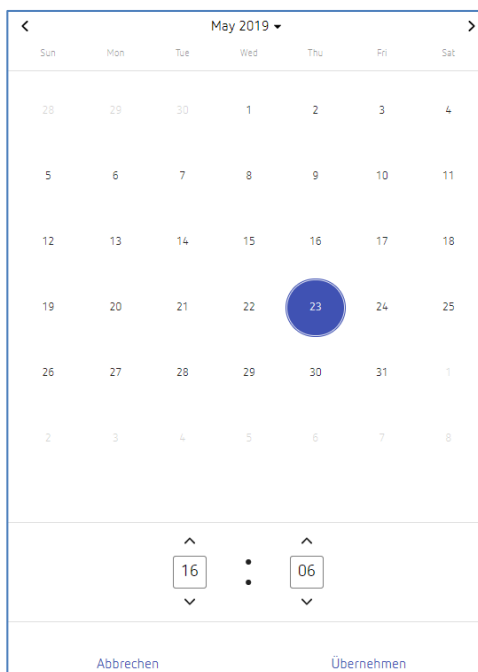 May 2019
Sun Mon Tue Wed Thu Fri Sat
28 29 30 1 2 3 4
5 6 7 8 9 10 11
12 13 14 15 16 17 18
19 20 21 22 23 24 25
26 27 28 29 30 31 1
2 3 4 5 6 7 8
16 : 06
Abbrechen Übernehmen